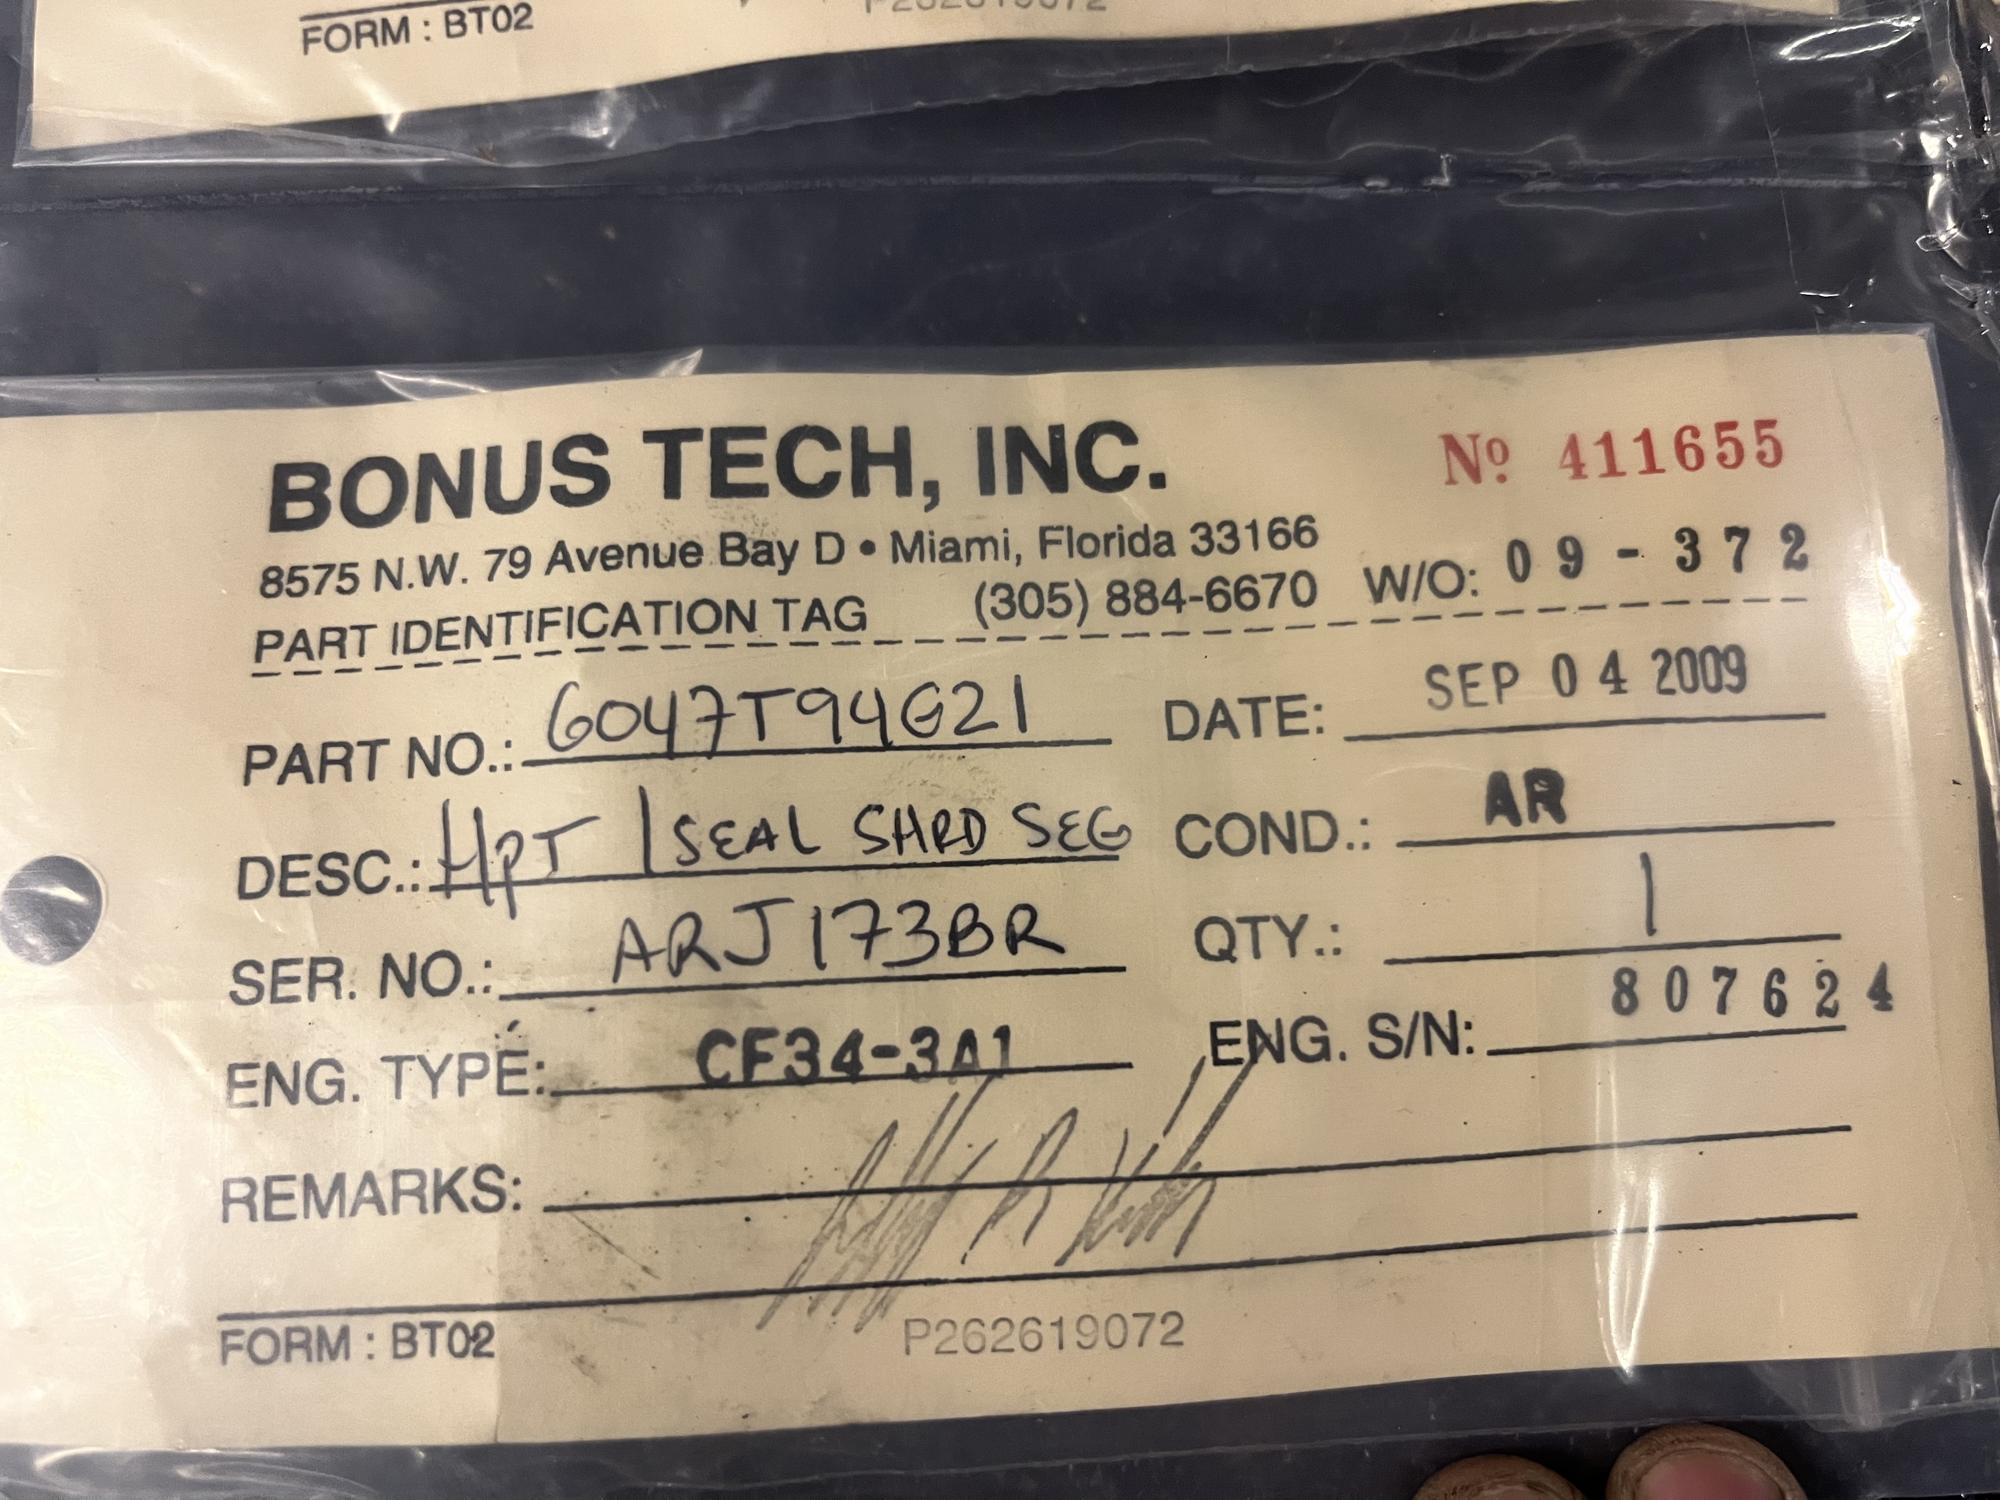 FORM : BT02
P262619072
BONUS TECH, INC.
Nº 411655
8575 N.W. 79 Avenue Bay D • Miami, Florida 33166
PART IDENTIFICATION TAG (305) 884-6670 W/O: 09-372
PART NO.: 6047T94G21 DATE: SEP 04 2009
DESC.: HPT / SEAL SHRD SEG COND.: AR
SER. NO.: ARJ173BR QTY.: 1
ENG. TYPE: CF34-3A1 ENG. S/N: 807624
REMARKS:
FORM : BT02 P262619072